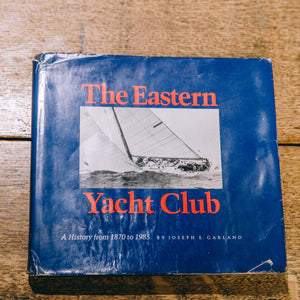 The Eastern
Yacht Club
A History from 1870 to 1985 BY JOSEPH E. GARLAND